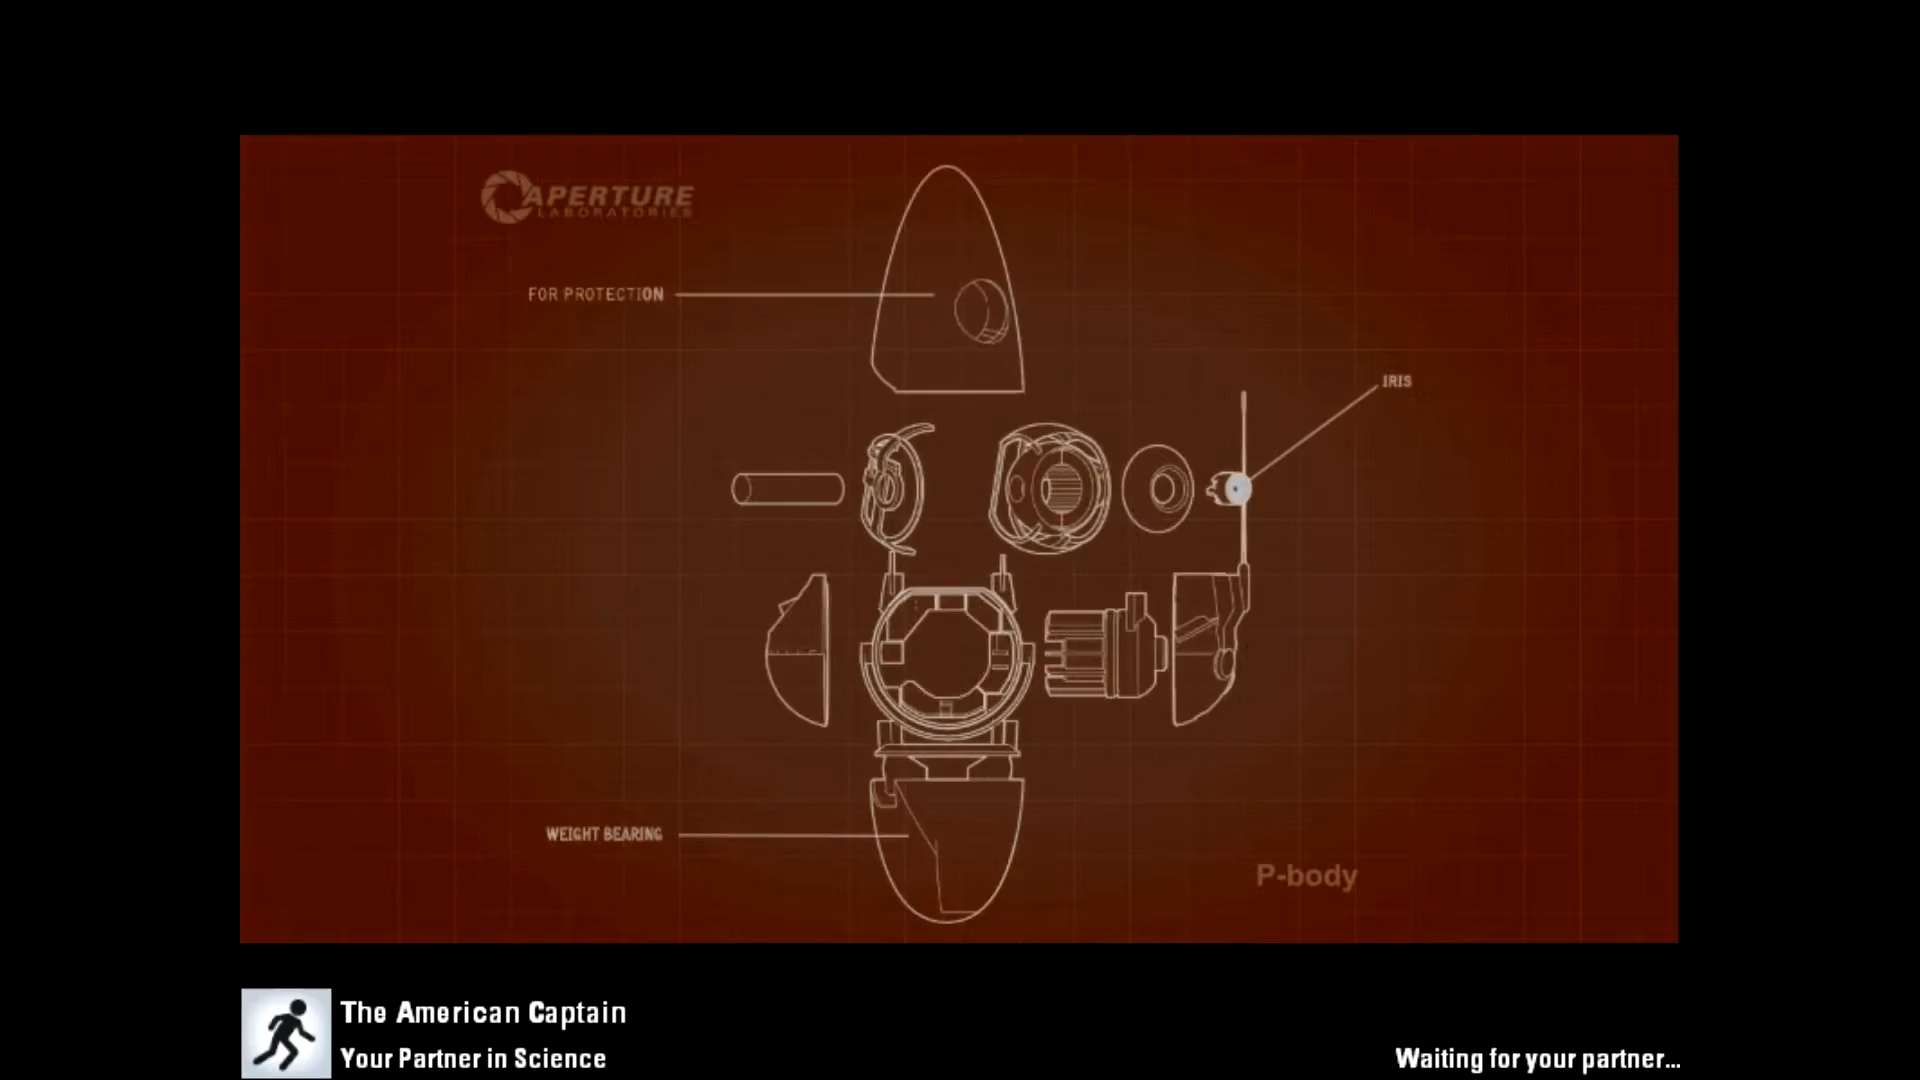 APERTURE
LABORATORIES
FOR PROTECTION
IRIS
WEIGHT BEARING
P-body
The American Captain
Your Partner in Science
Waiting for your partner...